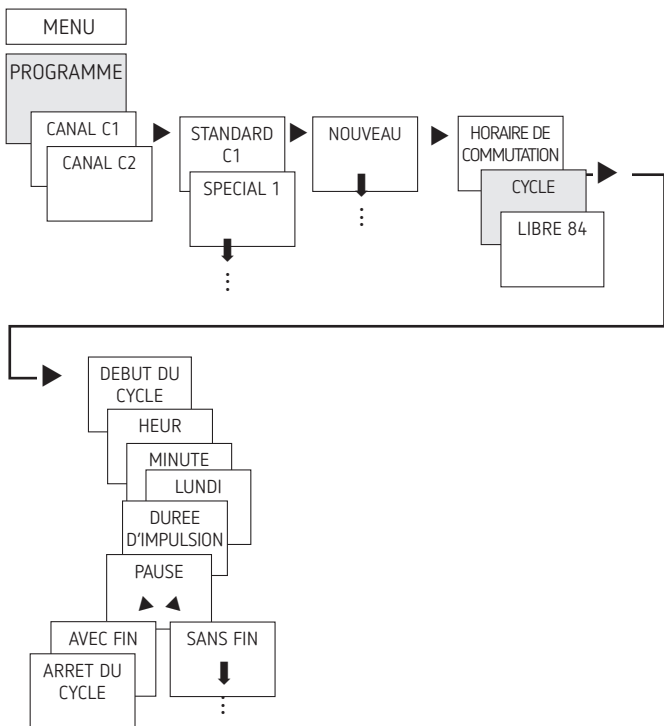 MENU
PROGRAMME
CANAL C1
CANAL C2
STANDARD
C1
SPECIAL 1
NOUVEAU
HORAIRE DE
COMMUTATION
CYCLE
LIBRE 84
DEBUT DU
CYCLE
HEUR
MINUTE
LUNDI
DUREE
D'IMPULSION
PAUSE
AVEC FIN
ARRET DU
CYCLE
SANS FIN